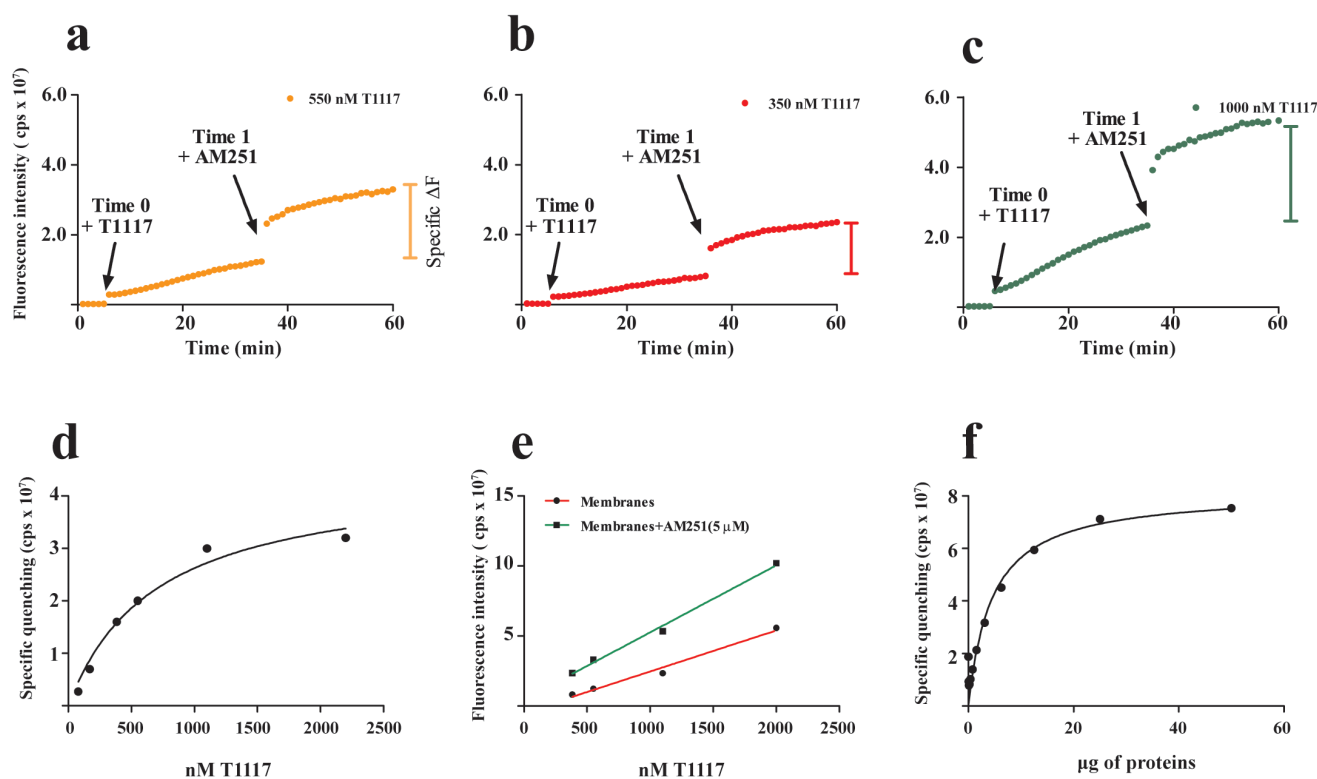 a
Fluorescence intensity ( cps x 10⁷)
6.0
4.0
2.0
0
20
40
60
Time (min)
550 nM T1117
Time 0
+ T1117
Time 1
+ AM251
Specific ΔF
b
6.0
4.0
2.0
0
20
40
60
Time (min)
350 nM T1117
Time 0
+ T1117
Time 1
+ AM251
c
6.0
4.0
2.0
0
20
40
60
Time (min)
1000 nM T1117
Time 0
+ T1117
Time 1
+ AM251
d
Specific quenching (cps x 10⁷)
4
3
2
1
0
500
1000
1500
2000
2500
nM T1117
e
Fluorescence intensity ( cps x 10⁷)
15
10
5
0
500
1000
1500
2000
2500
nM T1117
Membranes
Membranes+AM251(5 μM)
f
Specific quenching (cps x 10⁷)
8
6
4
2
0
20
40
60
μg of proteins